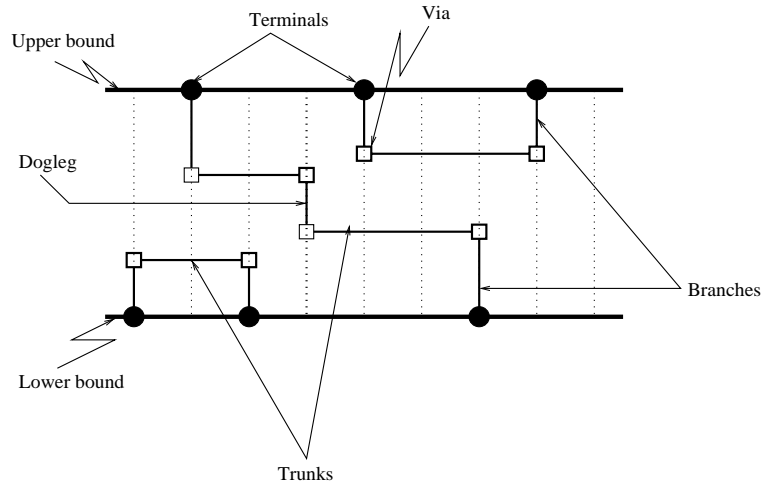 Terminals
Via
Upper bound
Dogleg
Branches
Lower bound
Trunks